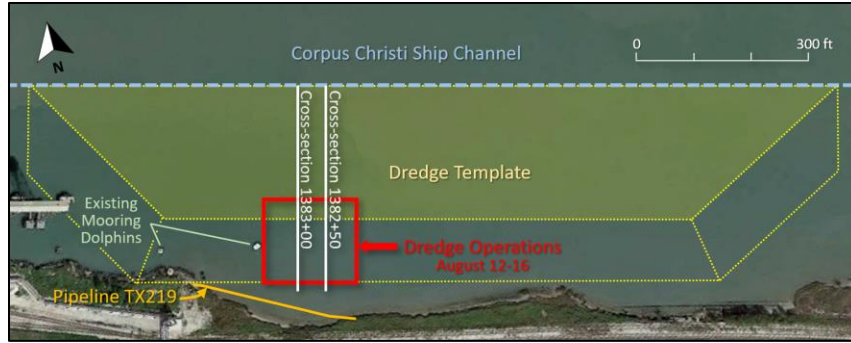 Corpus Christi Ship Channel
0 300 ft
N
Cross-section 1383+00
Cross-section 1382+50
Dredge Template
Existing
Mooring
Dolphins
Dredge Operations
August 12-16
Pipeline TX219